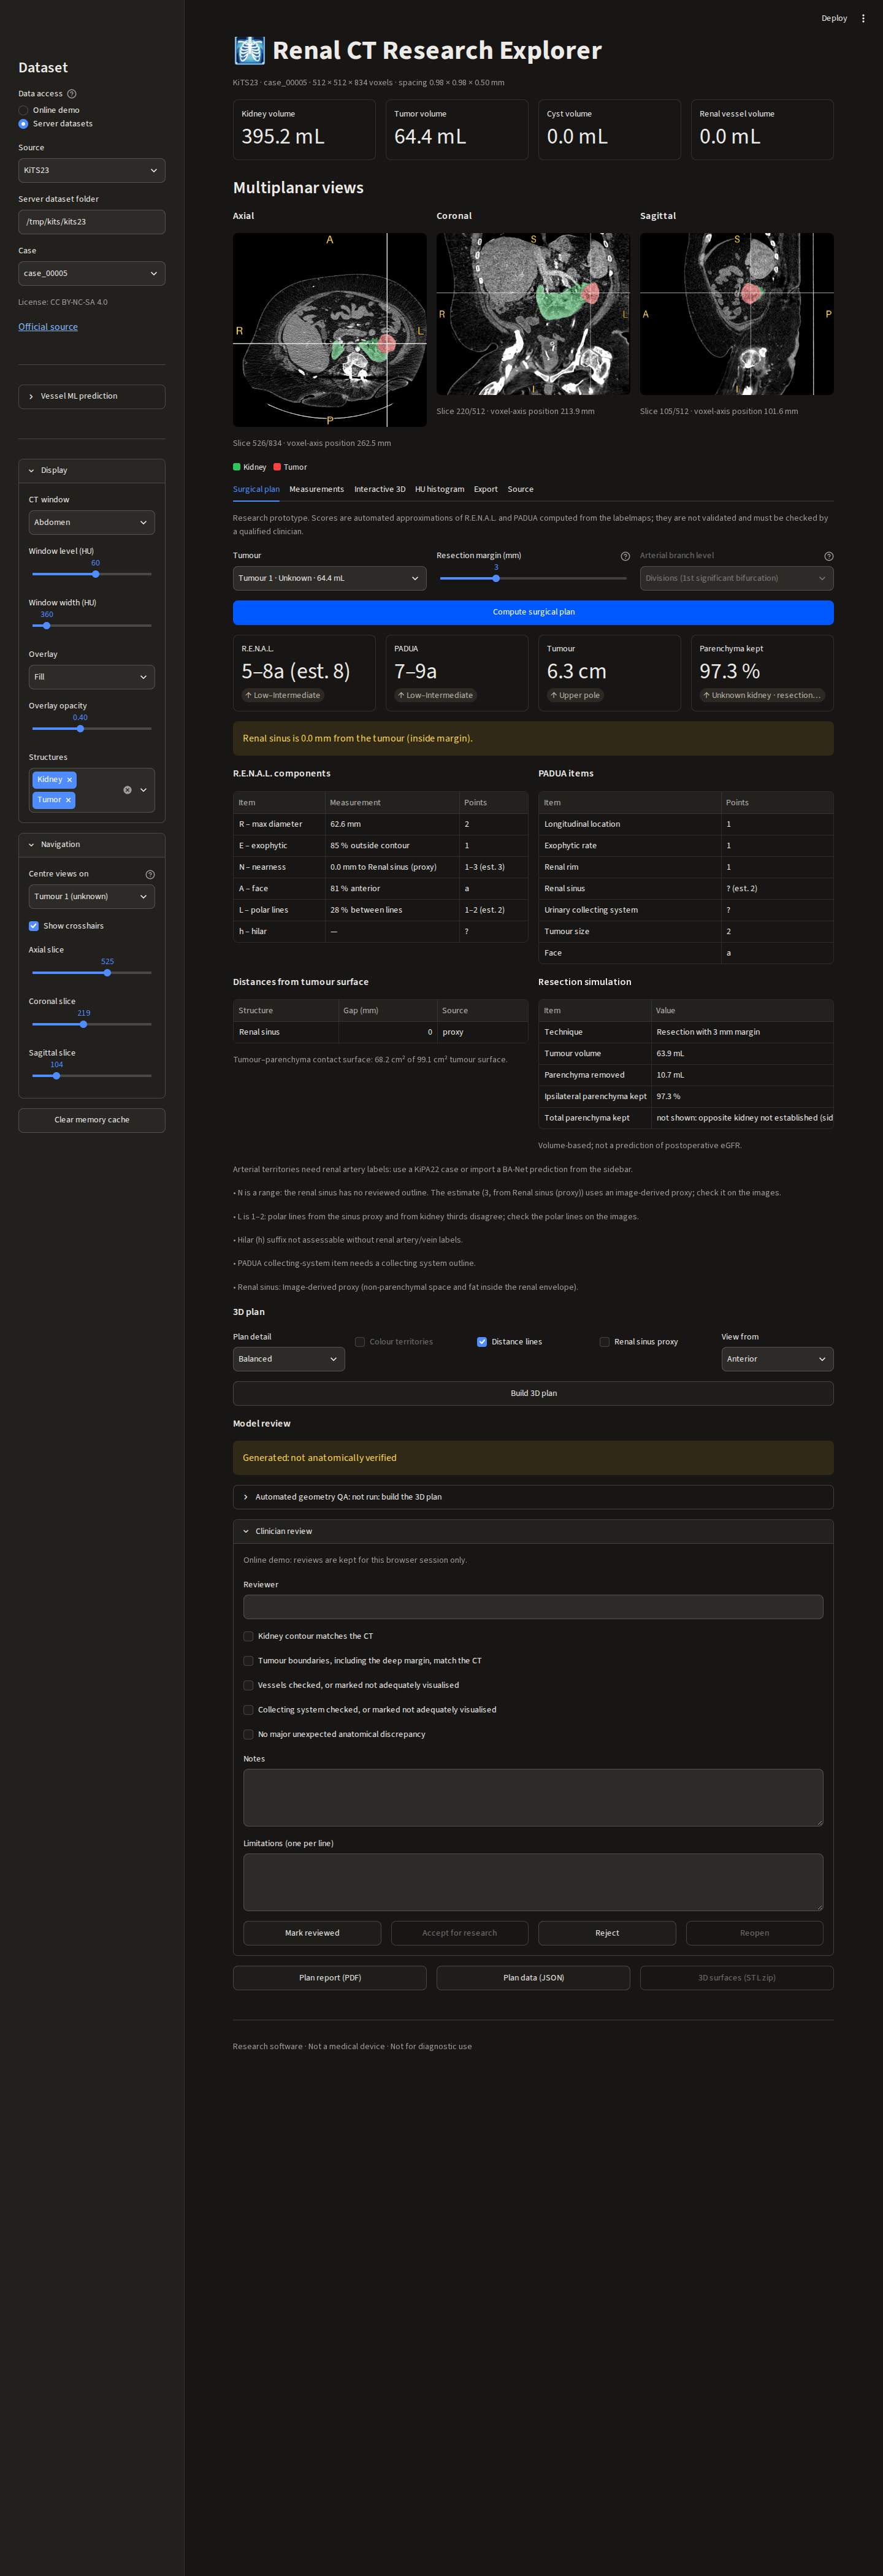 Deploy
Dataset
Data access
Online demo
Server datasets
Source
KiTS23
Server dataset folder
/tmp/kits/kits23
Case
case_00005
License: CC BY-NC-SA 4.0
Official source
Vessel ML prediction
Display
CT window
Abdomen
Window level (HU)
60
Window width (HU)
360
Overlay
Fill
Overlay opacity
0.40
Structures
Kidney
Tumor
Navigation
Centre views on
Tumour 1 (unknown)
Show crosshairs
Axial slice
525
Coronal slice
219
Sagittal slice
104
Clear memory cache
Renal CT Research Explorer
KiTS23 · case_00005 · 512 × 512 × 834 voxels · spacing 0.98 × 0.98 × 0.50 mm
Kidney volume
395.2 mL
Tumor volume
64.4 mL
Cyst volume
0.0 mL
Renal vessel volume
0.0 mL
Multiplanar views
Axial
A
R
L
P
Slice 526/834 · voxel-axis position 262.5 mm
Coronal
S
R
L
I
Slice 220/512 · voxel-axis position 213.9 mm
Sagittal
S
A
P
I
Slice 105/512 · voxel-axis position 101.6 mm
Kidney Tumor
Surgical plan Measurements Interactive 3D HU histogram Export Source
Research prototype. Scores are automated approximations of R.E.N.A.L. and PADUA computed from the labelmaps; they are not validated and must be checked by
a qualified clinician.
Tumour
Tumour 1 · Unknown · 64.4 mL
Resection margin (mm)
3
Arterial branch level
Divisions (1st significant bifurcation)
Compute surgical plan
R.E.N.A.L.
5–8a (est. 8)
↑ Low–Intermediate
PADUA
7–9a
↑ Low–Intermediate
Tumour
6.3 cm
↑ Upper pole
Parenchyma kept
97.3 %
↑ Unknown kidney · resection…
Renal sinus is 0.0 mm from the tumour (inside margin).
R.E.N.A.L. components
Item Measurement Points
R – max diameter 62.6 mm 2
E – exophytic 85 % outside contour 1
N – nearness 0.0 mm to Renal sinus (proxy) 1–3 (est. 3)
A – face 81 % anterior a
L – polar lines 28 % between lines 1–2 (est. 2)
h – hilar — ?
PADUA items
Item Points
Longitudinal location 1
Exophytic rate 1
Renal rim 1
Renal sinus ? (est. 2)
Urinary collecting system ?
Tumour size 2
Face a
Distances from tumour surface
Structure Gap (mm) Source
Renal sinus 0 proxy
Tumour–parenchyma contact surface: 68.2 cm² of 99.1 cm² tumour surface.
Resection simulation
Item Value
Technique Resection with 3 mm margin
Tumour volume 63.9 mL
Parenchyma removed 10.7 mL
Ipsilateral parenchyma kept 97.3 %
Total parenchyma kept not shown: opposite kidney not established (sid
Volume-based; not a prediction of postoperative eGFR.
Arterial territories need renal artery labels: use a KiPA22 case or import a BA-Net prediction from the sidebar.
• N is a range: the renal sinus has no reviewed outline. The estimate (3, from Renal sinus (proxy)) uses an image-derived proxy; check it on the images.
• L is 1–2: polar lines from the sinus proxy and from kidney thirds disagree; check the polar lines on the images.
• Hilar (h) suffix not assessable without renal artery/vein labels.
• PADUA collecting-system item needs a collecting system outline.
• Renal sinus: Image-derived proxy (non-parenchymal space and fat inside the renal envelope).
3D plan
Plan detail
Balanced
Colour territories
Distance lines
Renal sinus proxy
View from
Anterior
Build 3D plan
Model review
Generated: not anatomically verified
Automated geometry QA: not run: build the 3D plan
Clinician review
Online demo: reviews are kept for this browser session only.
Reviewer
Kidney contour matches the CT
Tumour boundaries, including the deep margin, match the CT
Vessels checked, or marked not adequately visualised
Collecting system checked, or marked not adequately visualised
No major unexpected anatomical discrepancy
Notes
Limitations (one per line)
Mark reviewed
Accept for research
Reject
Reopen
Plan report (PDF)
Plan data (JSON)
3D surfaces (STL zip)
Research software · Not a medical device · Not for diagnostic use